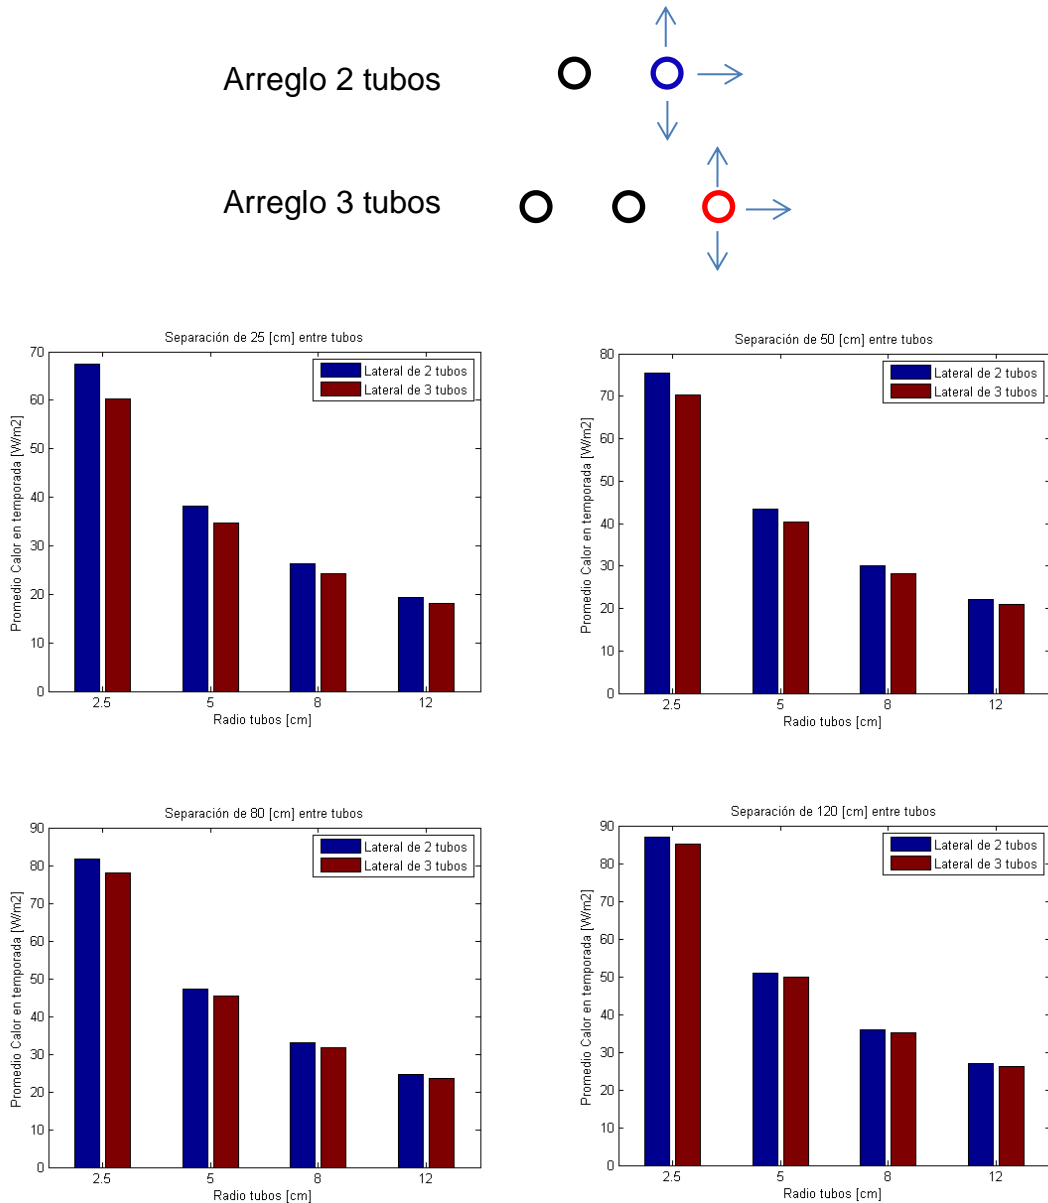 Arreglo 2 tubos
Arreglo 3 tubos
Separación de 25 [cm] entre tubos
Promedio Calor en temporada [W/m2]
70
60
50
40
30
20
10
0
Lateral de 2 tubos
Lateral de 3 tubos
2.5 5 8 12
Radio tubos [cm]
Separación de 50 [cm] entre tubos
Promedio Calor en temporada [W/m2]
80
70
60
50
40
30
20
10
0
Lateral de 2 tubos
Lateral de 3 tubos
2.5 5 8 12
Radio tubos [cm]
Separación de 80 [cm] entre tubos
Promedio Calor en temporada [W/m2]
90
80
70
60
50
40
30
20
10
0
Lateral de 2 tubos
Lateral de 3 tubos
2.5 5 8 12
Radio tubos [cm]
Separación de 120 [cm] entre tubos
Promedio Calor en temporada [W/m2]
90
80
70
60
50
40
30
20
10
0
Lateral de 2 tubos
Lateral de 3 tubos
2.5 5 8 12
Radio tubos [cm]